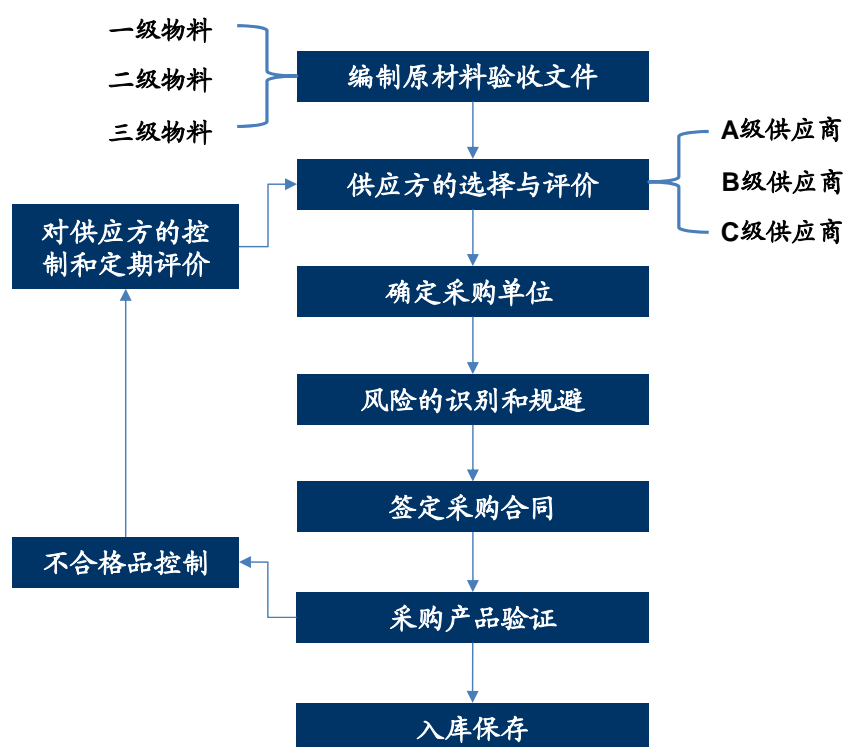 一级物料
二级物料
三级物料
编制原材料验收文件
A级供应商
B级供应商
C级供应商
供应方的选择与评价
对供应方的控
制和定期评价
确定采购单位
风险的识别和规避
签定采购合同
不合格品控制
采购产品验证
入库保存